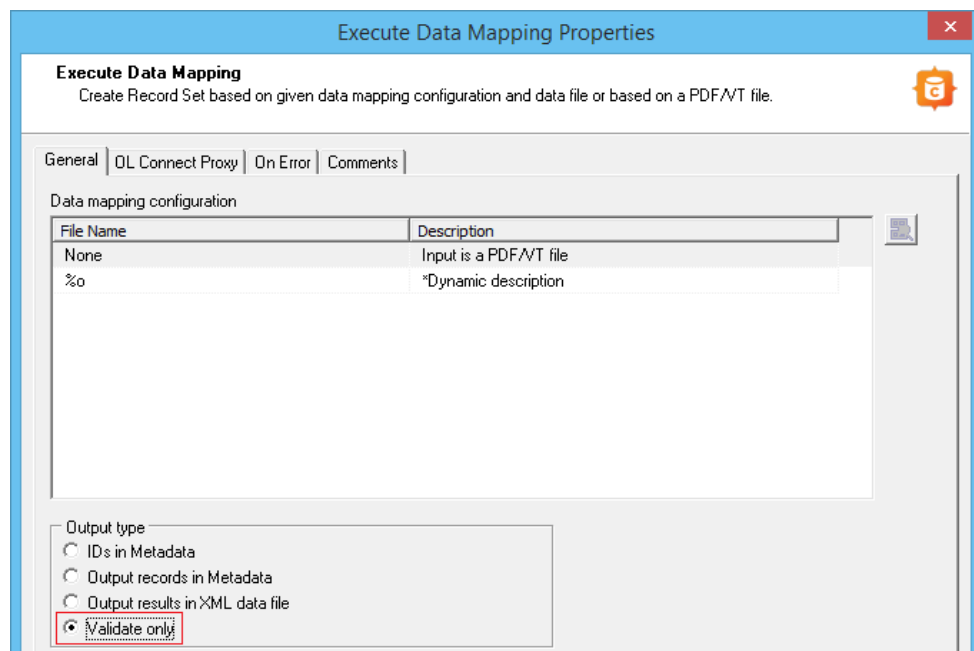 Execute Data Mapping Properties
Execute Data Mapping
Create Record Set based on given data mapping configuration and data file or based on a PDF/VT file.
General OL Connect Proxy On Error Comments
Data mapping configuration
File Name Description
None Input is a PDF/VT file
%o *Dynamic description
Output type
IDs in Metadata
Output records in Metadata
Output results in XML data file
Validate only